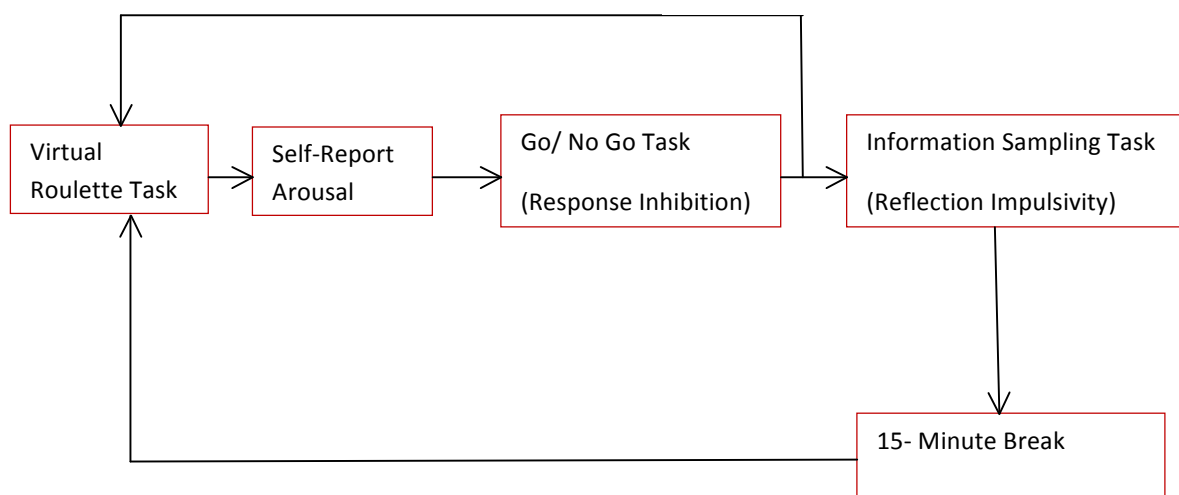 Virtual
Roulette Task
Self-Report
Arousal
Go/ No Go Task
(Response Inhibition)
Information Sampling Task
(Reflection Impulsivity)
15- Minute Break